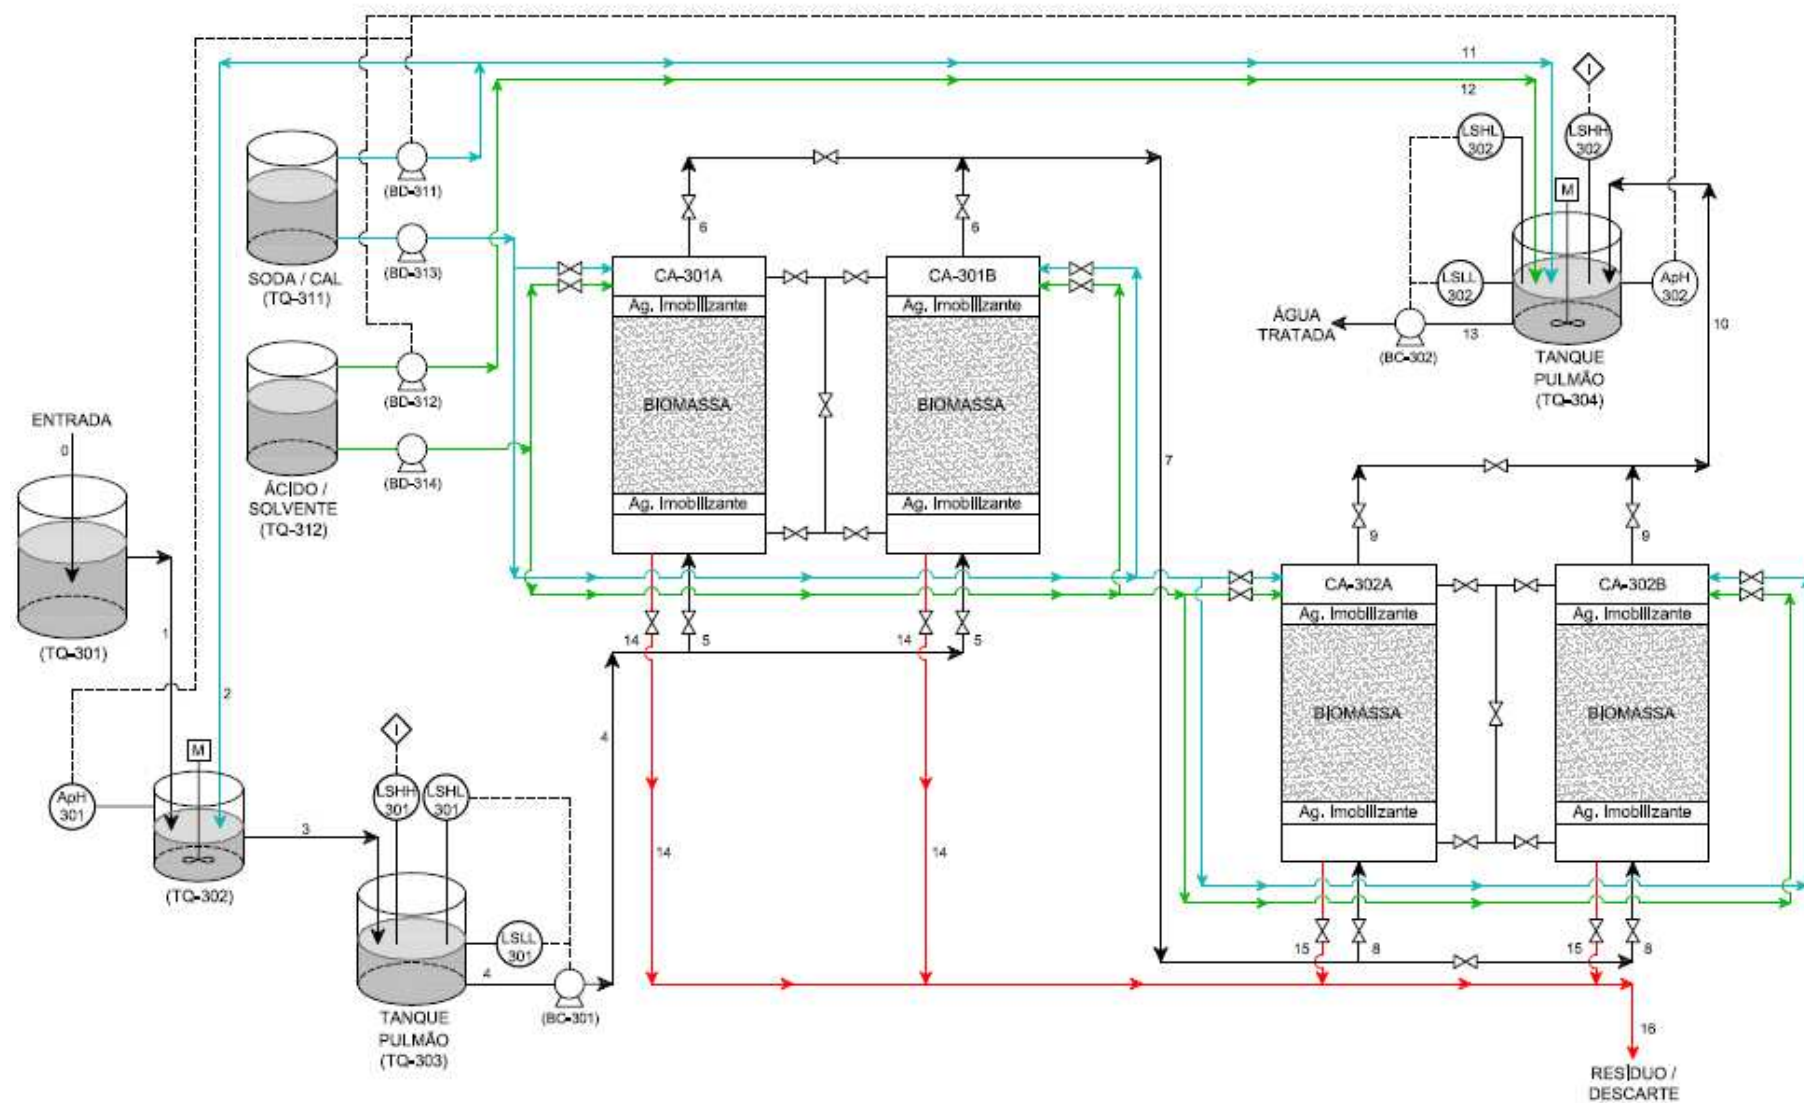 11
12
I
LSHL
302
LSHH
302
M
(BD-311)
SODA / CAL
(TQ-311)
(BD-313)
6
6
CA-301A
CA-301B
Ag. Imobilizante
Ag. Imobilizante
LSLL
302
ApH
302
ÁGUA
TRATADA
(BC-302)
13
10
TANQUE
PULMÃO
(TQ-304)
(BD-312)
BIOMASSA
BIOMASSA
ENTRADA
0
(BD-314)
ÁCIDO /
SOLVENTE
(TQ-312)
7
Ag. Imobilizante
Ag. Imobilizante
9
9
CA-302A
CA-302B
Ag. Imobilizante
Ag. Imobilizante
1
(TQ-301)
14
5
14
5
2
4
BIOMASSA
BIOMASSA
I
M
ApH
301
LSHH
301
LSHL
301
3
Ag. Imobilizante
Ag. Imobilizante
14
14
(TQ-302)
LSLL
301
4
15
8
15
8
TANQUE
PULMÃO
(TQ-303)
(BC-301)
16
RESÍDUO /
DESCARTE